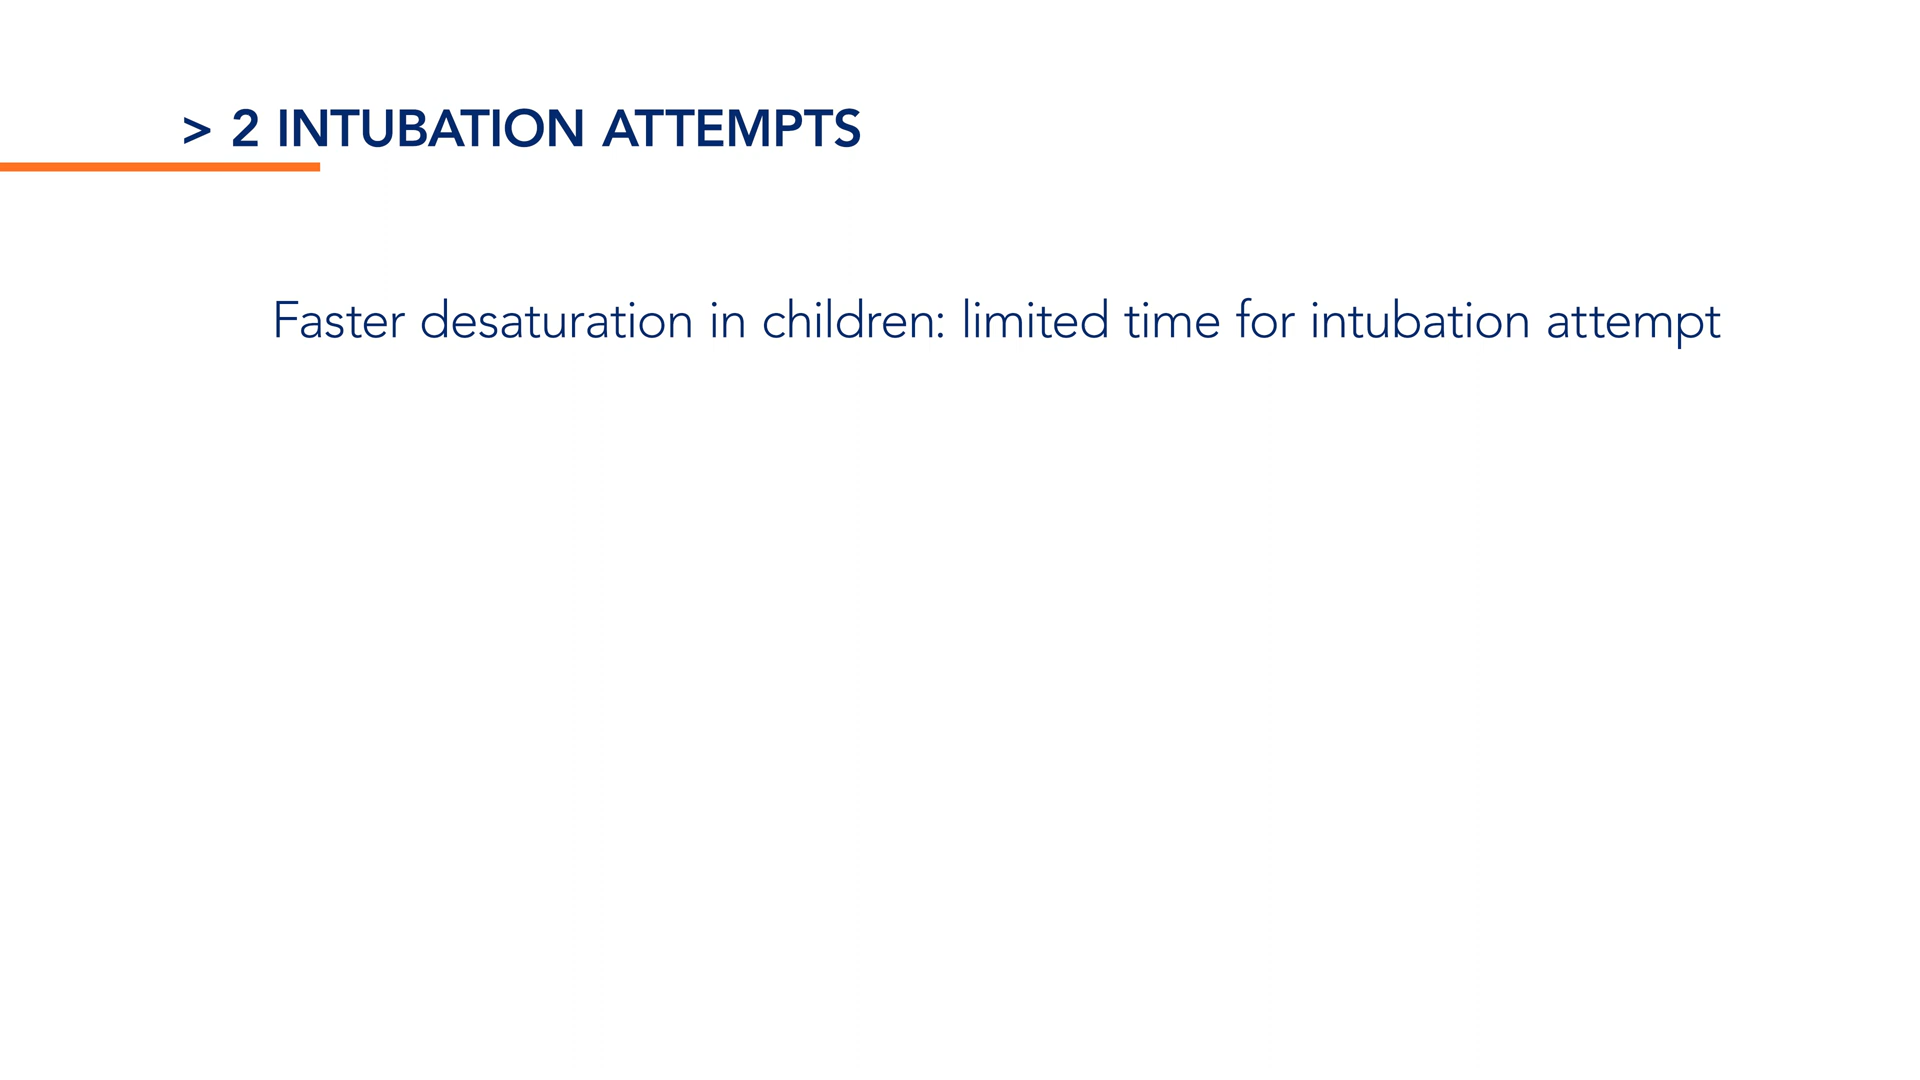 > 2 INTUBATION ATTEMPTS
Faster desaturation in children: limited time for intubation attempt